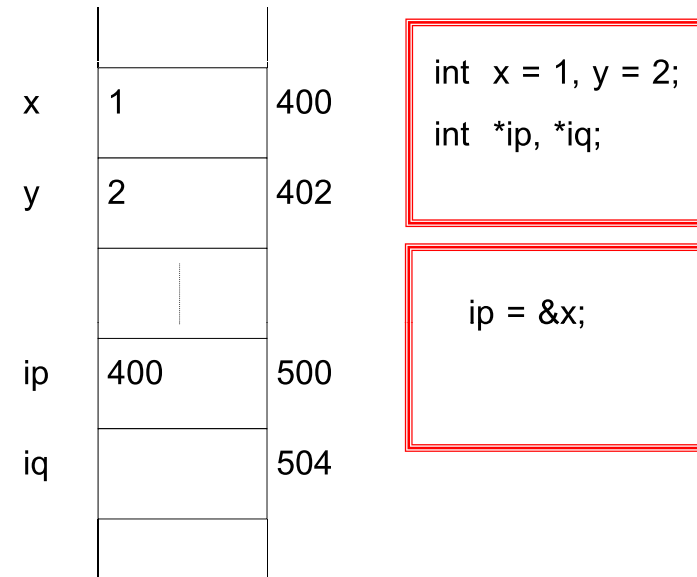 x 1 400
y 2 402
ip 400 500
iq 504
int x = 1, y = 2;
int *ip, *iq;
ip = &x;